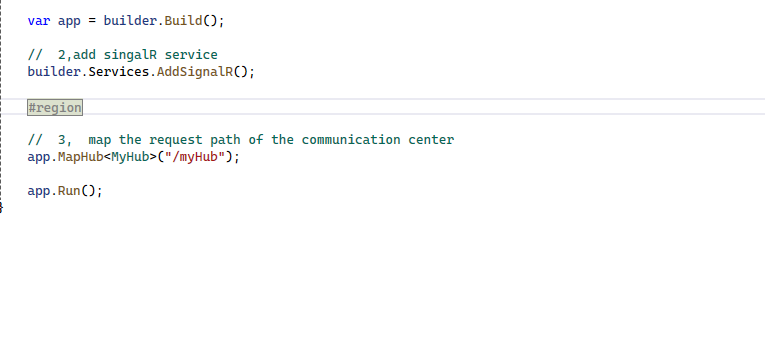 var app = builder.Build();
//  2,add singalR service
builder.Services.AddSignalR();
#region
//  3,  map the request path of the communication center
app.MapHub<MyHub>("/myHub");
app.Run();
}